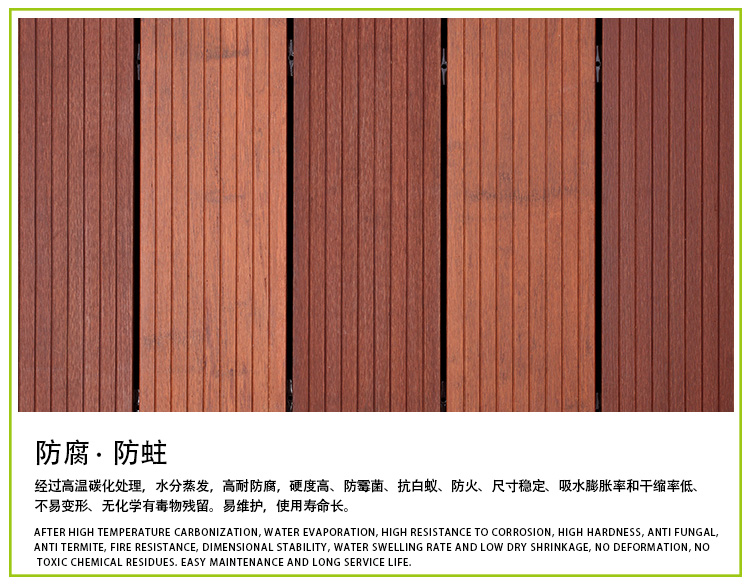 防腐·防蛀
经过高温碳化处理，水分蒸发，高耐防腐，硬度高、防霉菌、抗白蚁、防火、尺寸稳定、吸水膨胀率和干缩率低、
不易变形、无化学有毒物残留。易维护，使用寿命长。
AFTER HIGH TEMPERATURE CARBONIZATION, WATER EVAPORATION, HIGH RESISTANCE TO CORROSION, HIGH HARDNESS, ANTI FUNGAL,
ANTI TERMITE, FIRE RESISTANCE, DIMENSIONAL STABILITY, WATER SWELLING RATE AND LOW DRY SHRINKAGE, NO DEFORMATION, NO
TOXIC CHEMICAL RESIDUES. EASY MAINTENANCE AND LONG SERVICE LIFE.